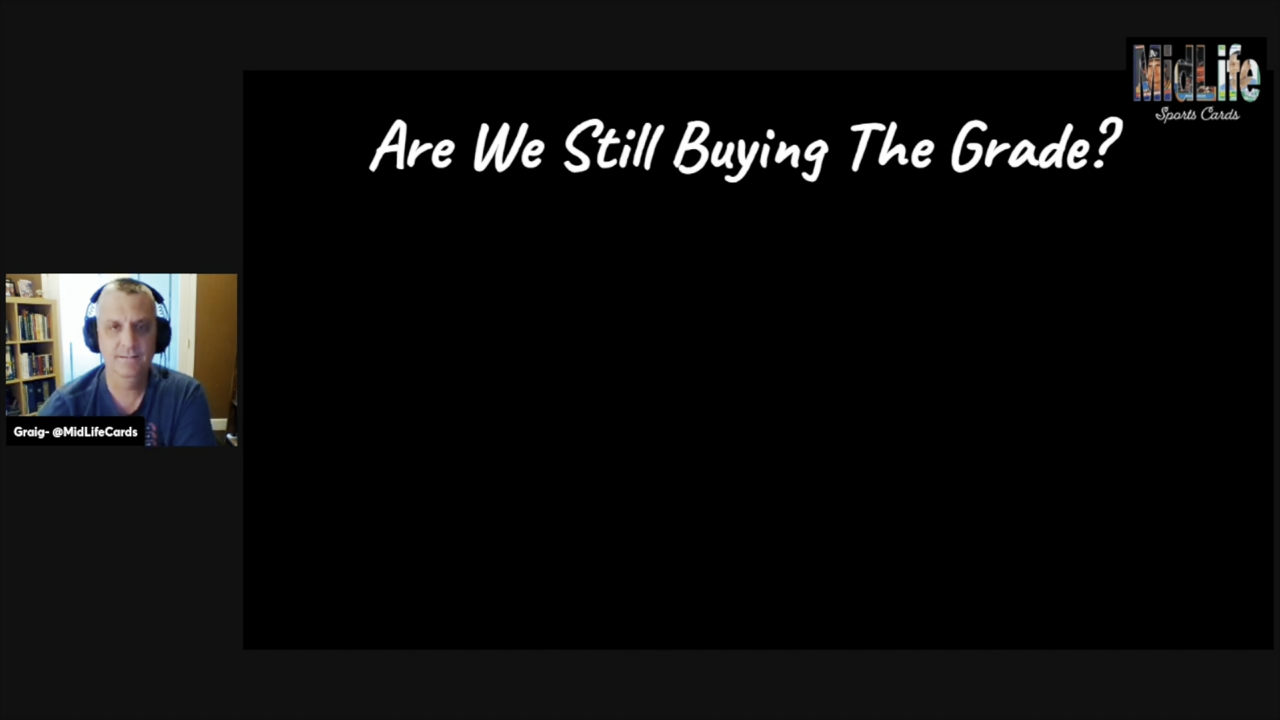 MidLife
Sports Cards
Are We Still Buying The Grade?
Graig- @MidLifeCards